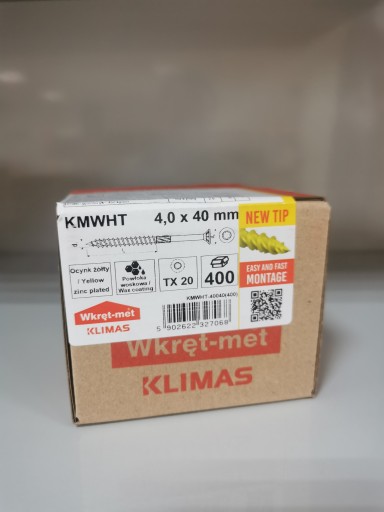 KMWHT 4,0 x 40 mm
NEW TIP
Ocynk żółty
/ Yellow
zinc plated
Powłoka
woskowa /
Wax coating
TX 20
400
EASY AND FAST
MONTAGE
KMWHT-40040(400)
5 902622 327068
Wkręt-met
KLIMAS
Wkręt-met
KLIMAS